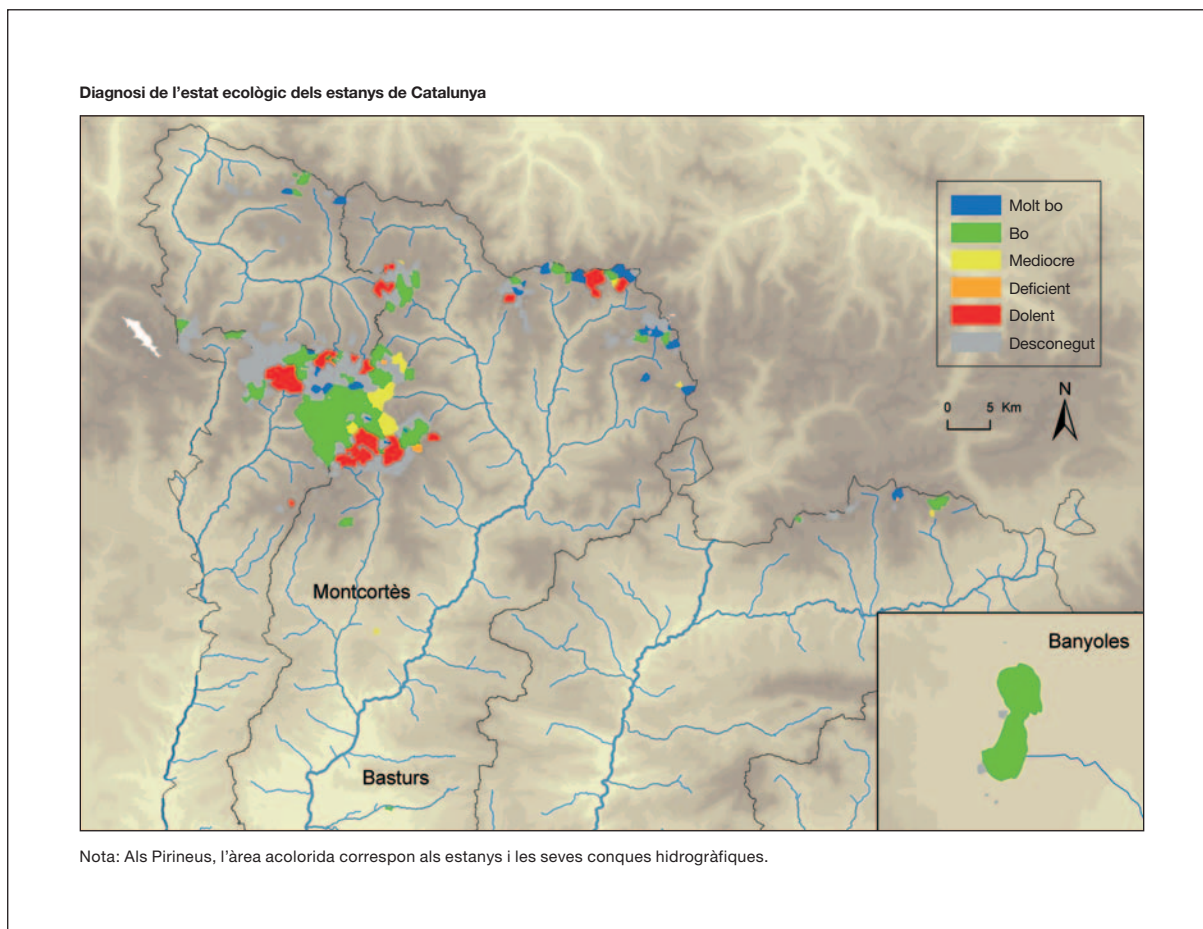 Diagnosi de l'estat ecològic dels estanys de Catalunya
Molt bo
Bo
Mediocre
Deficient
Dolent
Desconegut
N
0 5 Km
Montcortès
Banyoles
Basturs
Nota: Als Pirineus, l'àrea acolorida correspon als estanys i les seves conques hidrogràfiques.